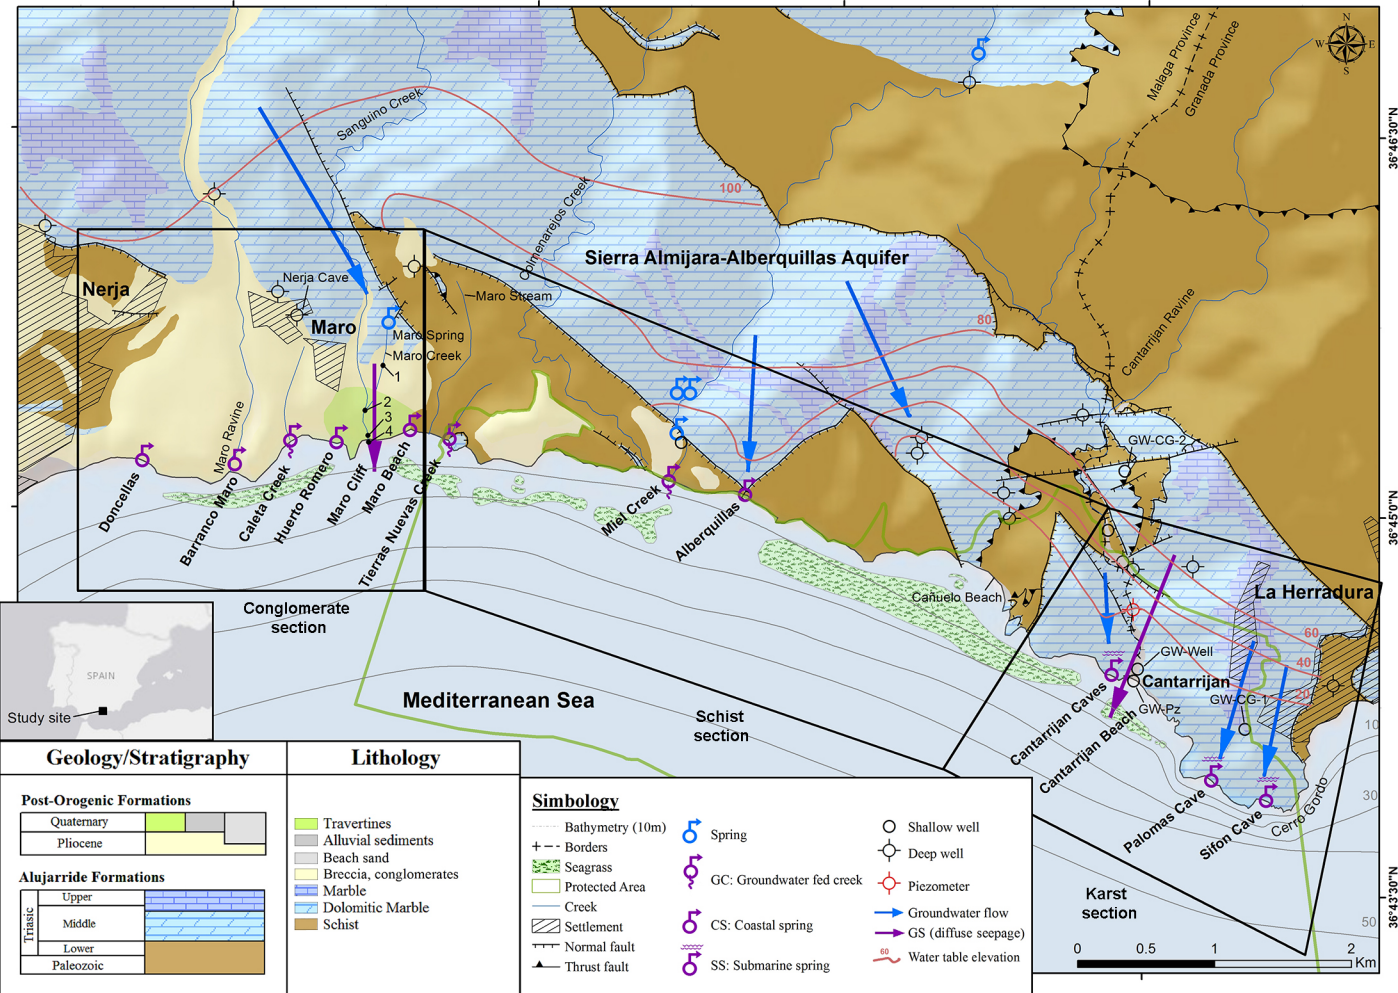 N
W
E
S
Malaga Province
Granada Province
36°46'30"N
Sanguino Creek
100
Colmenarejos Creek
Sierra Almijara-Alberquillas Aquifer
Nerja
Nerja Cave
Maro Stream
Maro
Maro Spring
Maro Creek
80
Cantarrijan Ravine
1
2
3
4
Maro Ravine
GW-CG-2
Doncellas
Barranco Maro
Caleta Creek
Huerto Romero
Maro Cliff
Maro Beach
Tierras Nuevas Creek
Miel Creek
Alberquillas
36°45'0"N
Cañuelo Beach
La Herradura
Conglomerate
section
60
40
20
GW-Well
Cantarrijan
GW-Pz
GW-CG-1
SPAIN
Study site
Mediterranean Sea
Schist
section
Cantarrijan Caves
Cantarrijan Beach
10
30
50
Palomas Cave
Sifon Cave
Cerro Gordo
Karst
section
36°43'30"N
0
0.5
1
2
Km
Geology/Stratigraphy
Post-Orogenic Formations
Quaternary
Pliocene
Alujarride Formations
Triasic
Upper
Middle
Lower
Paleozoic
Lithology
Travertines
Alluvial sediments
Beach sand
Breccia, conglomerates
Marble
Dolomitic Marble
Schist
Simbology
Bathymetry (10m)
Borders
Seagrass
Protected Area
Creek
Settlement
Normal fault
Thrust fault
Spring
GC: Groundwater fed creek
CS: Coastal spring
SS: Submarine spring
Shallow well
Deep well
Piezometer
Groundwater flow
GS (diffuse seepage)
60
Water table elevation